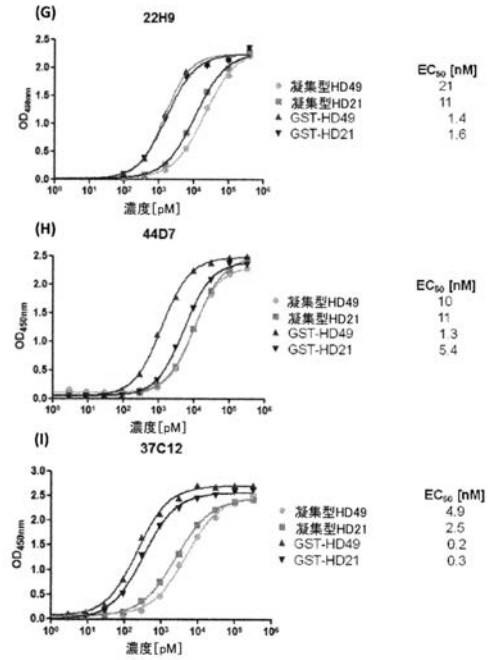 (G)
22H9
2.5
2.0
1.5
1.0
0.5
0.0
OD450nm
10⁰ 10¹ 10² 10³ 10⁴ 10⁵ 10⁶
濃度[pM]
EC₅₀ [nM]
凝集型HD49 21
凝集型HD21 11
GST-HD49 1.4
GST-HD21 1.6
(H)
44D7
2.5
2.0
1.5
1.0
0.5
0.0
OD450nm
10⁰ 10¹ 10² 10³ 10⁴ 10⁵ 10⁶
濃度[pM]
EC₅₀ [nM]
凝集型HD49 10
凝集型HD21 11
GST-HD49 1.3
GST-HD21 5.4
(I)
37C12
3.0
2.5
2.0
1.5
1.0
0.5
0.0
OD450nm
10⁰ 10¹ 10² 10³ 10⁴ 10⁵ 10⁶
濃度[pM]
EC₅₀ [nM]
凝集型HD49 4.9
凝集型HD21 2.5
GST-HD49 0.2
GST-HD21 0.3